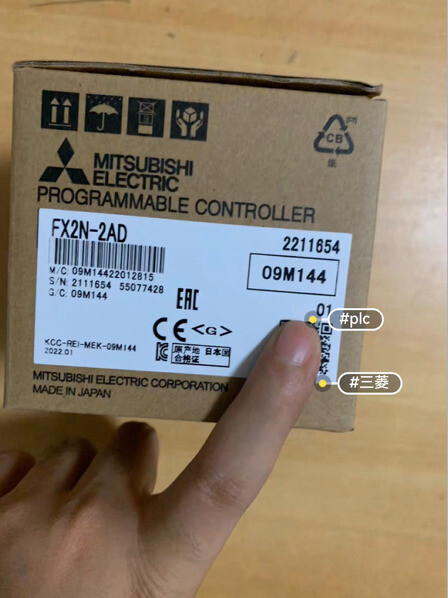 CB
纸
MITSUBISHI
ELECTRIC
PROGRAMMABLE CONTROLLER
FX2N-2AD
2211654
M/C: 09M14422012815
S/N: 2111654 55077428
G/C: 09M144
09M144
EAC
01
#plc
CE <G>
KCC-REI-MEK-09M144
2022.01
原产地 日本国
合格证
#三菱
MITSUBISHI ELECTRIC CORPORATION
MADE IN JAPAN